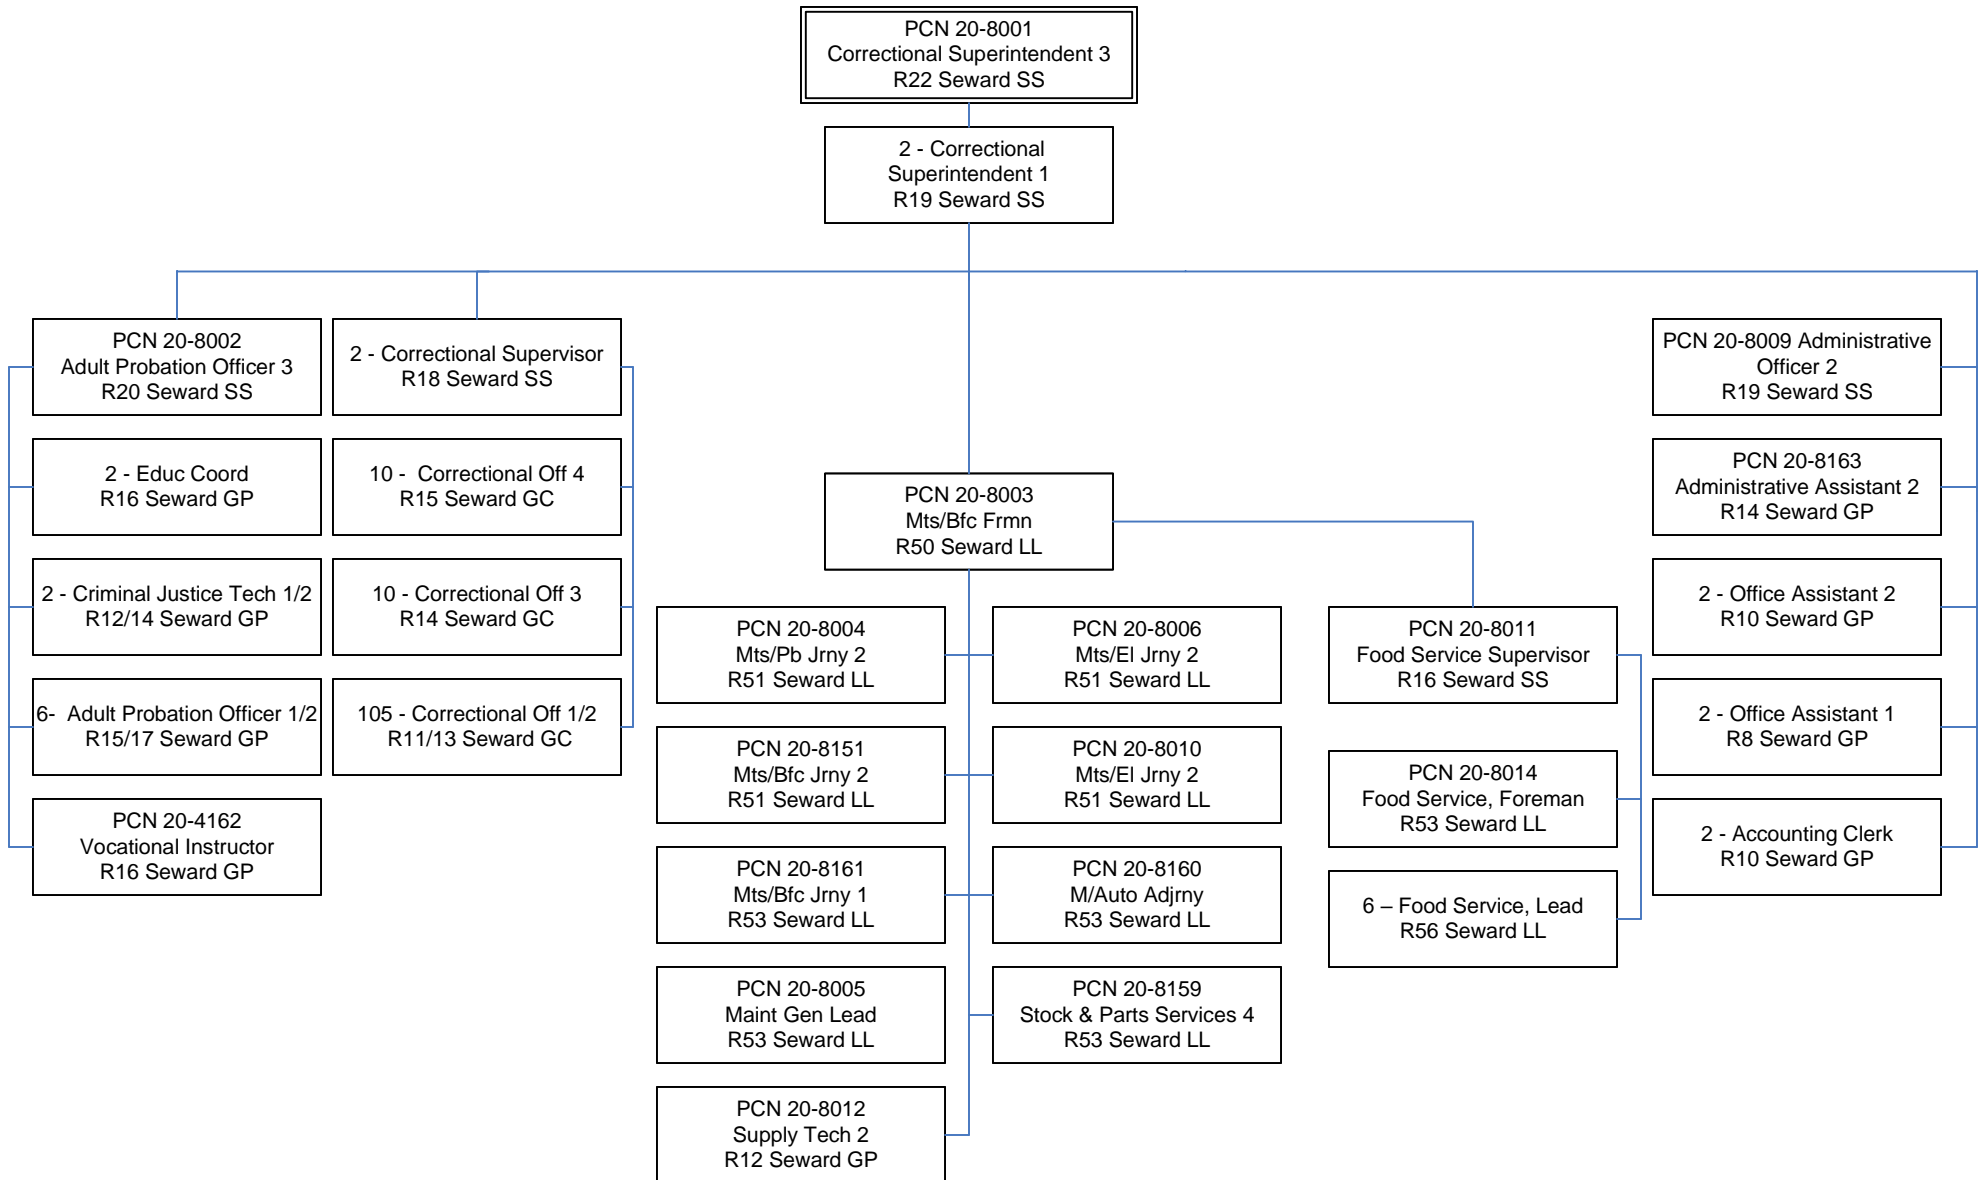 PCN 20-8001
Correctional Superintendent 3
R22 Seward SS
2 - Correctional
Superintendent 1
R19 Seward SS
PCN 20-8002
Adult Probation Officer 3
R20 Seward SS
2 - Educ Coord
R16 Seward GP
2 - Criminal Justice Tech 1/2
R12/14 Seward GP
6-  Adult Probation Officer 1/2
R15/17 Seward GP
PCN 20-4162
Vocational Instructor
R16 Seward GP
2 - Correctional Supervisor
R18 Seward SS
10 -  Correctional Off 4
R15 Seward GC
10 - Correctional Off 3
R14 Seward GC
105 - Correctional Off 1/2
R11/13 Seward GC
PCN 20-8003
Mts/Bfc Frmn
R50 Seward LL
PCN 20-8004
Mts/Pb Jrny 2
R51 Seward LL
PCN 20-8151
Mts/Bfc Jrny 2
R51 Seward LL
PCN 20-8161
Mts/Bfc Jrny 1
R53 Seward LL
PCN 20-8005
Maint Gen Lead
R53 Seward LL
PCN 20-8012
Supply Tech 2
R12 Seward GP
PCN 20-8006
Mts/El Jrny 2
R51 Seward LL
PCN 20-8010
Mts/El Jrny 2
R51 Seward LL
PCN 20-8160
M/Auto Adjrny
R53 Seward LL
PCN 20-8159
Stock & Parts Services 4
R53 Seward LL
PCN 20-8011
Food Service Supervisor
R16 Seward SS
PCN 20-8014
Food Service, Foreman
R53 Seward LL
6 – Food Service, Lead
R56 Seward LL
PCN 20-8009 Administrative
Officer 2
R19 Seward SS
PCN 20-8163
Administrative Assistant 2
R14 Seward GP
2 - Office Assistant 2
R10 Seward GP
2 - Office Assistant 1
R8 Seward GP
2 - Accounting Clerk
R10 Seward GP